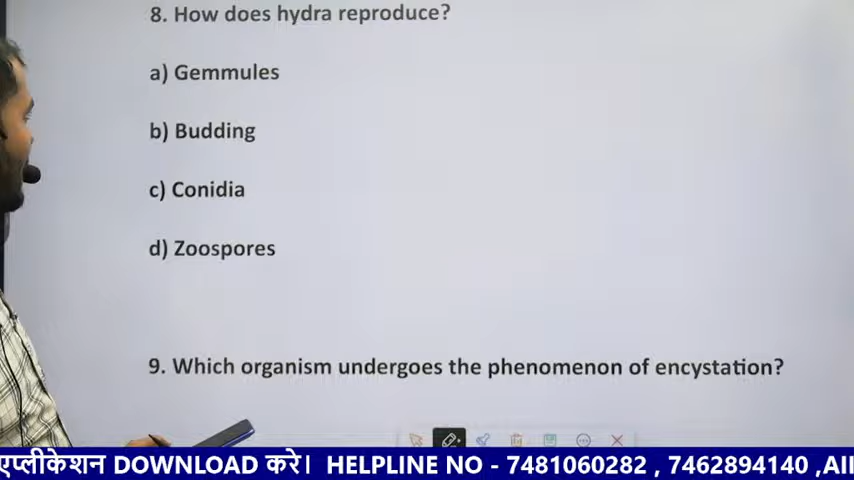 8. How does hydra reproduce?
a) Gemmules
b) Budding
c) Conidia
d) Zoospores
9. Which organism undergoes the phenomenon of encystation?
एप्लीकेशन DOWNLOAD करे। HELPLINE NO - 7481060282 , 7462894140 ,All